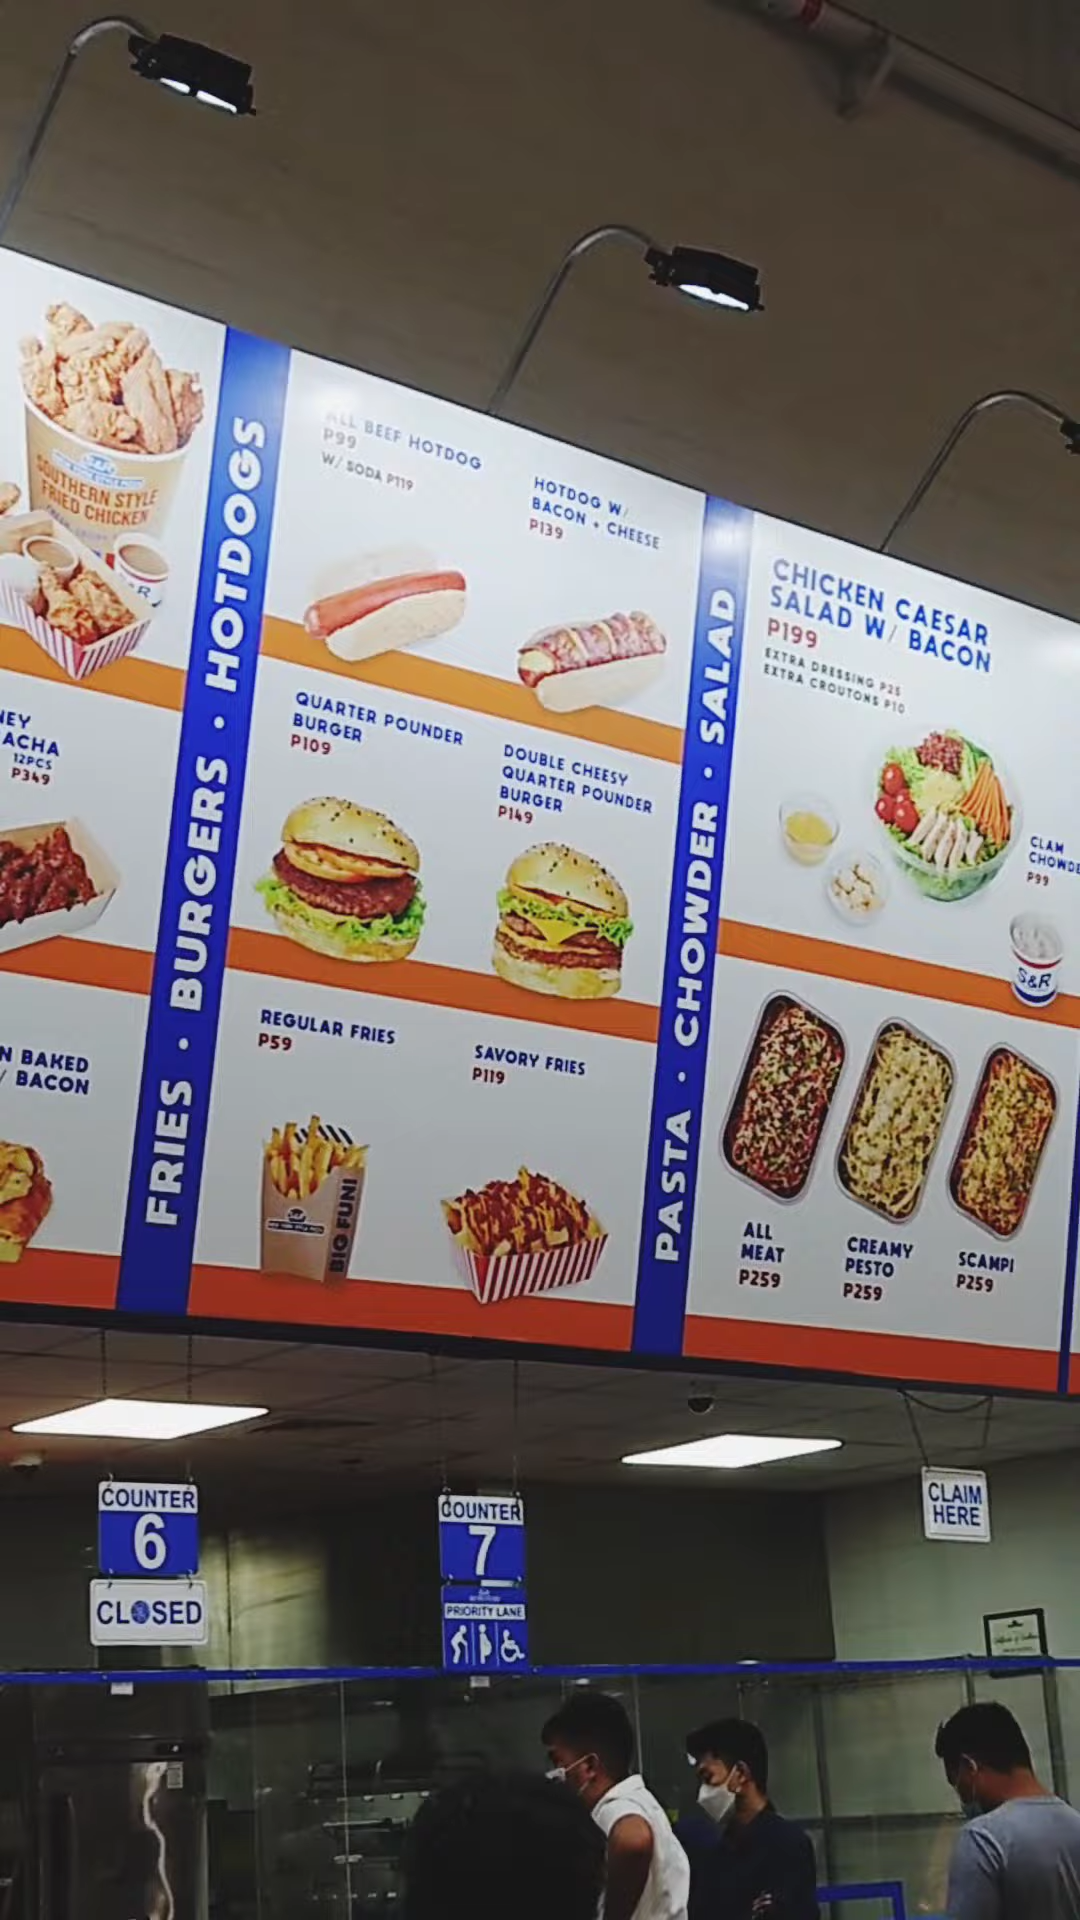 SOUTHERN STYLE
FRIED CHICKEN
NEY
ACHA
12PCS
P349
N BAKED
/ BACON
FRIES • BURGERS • HOTDOGS
ALL BEEF HOTDOG
P99
W/ SODA P119
HOTDOG W/
BACON + CHEESE
P139
QUARTER POUNDER
BURGER
P109
DOUBLE CHEESY
QUARTER POUNDER
BURGER
P149
REGULAR FRIES
P59
SAVORY FRIES
P119
BIG FUN!
PASTA • CHOWDER • SALAD
CHICKEN CAESAR
SALAD W/ BACON
P199
EXTRA DRESSING P25
EXTRA CROUTONS P10
CLAM
CHOWDE
P99
S&R
ALL
MEAT
P259
CREAMY
PESTO
P259
SCAMPI
P259
COUNTER
6
CLOSED
COUNTER
7
PRIORITY LANE
CLAIM
HERE